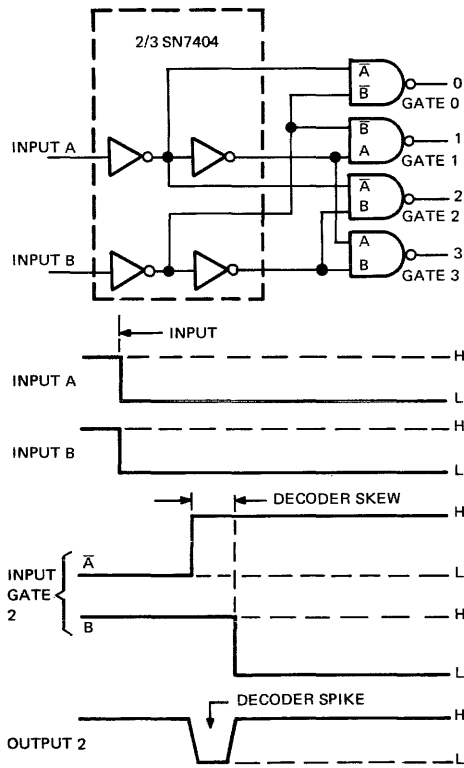 2/3 SN7404
A̅
B̅
0
GATE 0
B̅
A
1
GATE 1
INPUT A
A̅
B
2
GATE 2
A
B
3
GATE 3
INPUT B
INPUT
H
INPUT A
L
H
INPUT B
L
DECODER SKEW
H
A̅
L
INPUT
GATE
2
H
B
L
DECODER SPIKE
H
OUTPUT 2
L